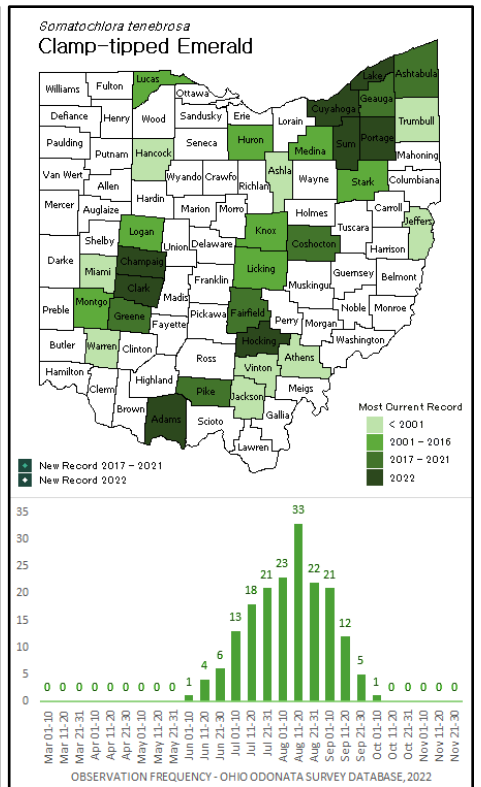 Somatochlora tenebrosa
Clamp-tipped Emerald
Williams Fulton Lucas Ottawa Lake Ashtabula
Defiance Henry Wood Sandusky Erie Lorain Cuyahoga Geauga Trumbull
Paulding Putnam Hancock Seneca Huron Medina Sum Portage Mahoning
Van Wert Allen Wyando Crawfo Richlan Ashla Wayne Stark Columbiana
Mercer Auglaize Hardin Marion Morro Holmes Tuscara Carroll Jeffers
Shelby Logan Union Delaware Knox Coshocton Harrison
Darke Miami Champaig Franklin Licking Muskingu Guernsey Belmont
Preble Montgo Clark Greene Madis Pickawa Fairfield Perry Morgan Noble Monroe
Butler Warren Clinton Fayette Ross Hocking Athens Washington
Hamilton Clerm Highland Pike Vinton Meigs
Brown Adams Scioto Jackson Gallia
Lawren
Most Current Record
< 2001
2001 - 2016
2017 - 2021
2022
New Record 2017 - 2021
New Record 2022
35
30
25
20
15
10
5
0
0 0 0 0 0 0 0 0 0 1 4 6 13 18 21 23 33 22 21 12 5 1 0 0 0 0 0
Mar 01-10
Mar 11-20
Mar 21-31
Apr 01-10
Apr 11-20
Apr 21-30
May 01-10
May 11-20
May 21-31
Jun 01-10
Jun 11-20
Jun 21-30
Jul 01-10
Jul 11-20
Jul 21-31
Aug 01-10
Aug 11-20
Aug 21-31
Sep 01-10
Sep 11-20
Sep 21-30
Oct 01-10
Oct 11-20
Oct 21-31
Nov 01-10
Nov 11-20
Nov 21-30
OBSERVATION FREQUENCY - OHIO ODONATA SURVEY DATABASE, 2022